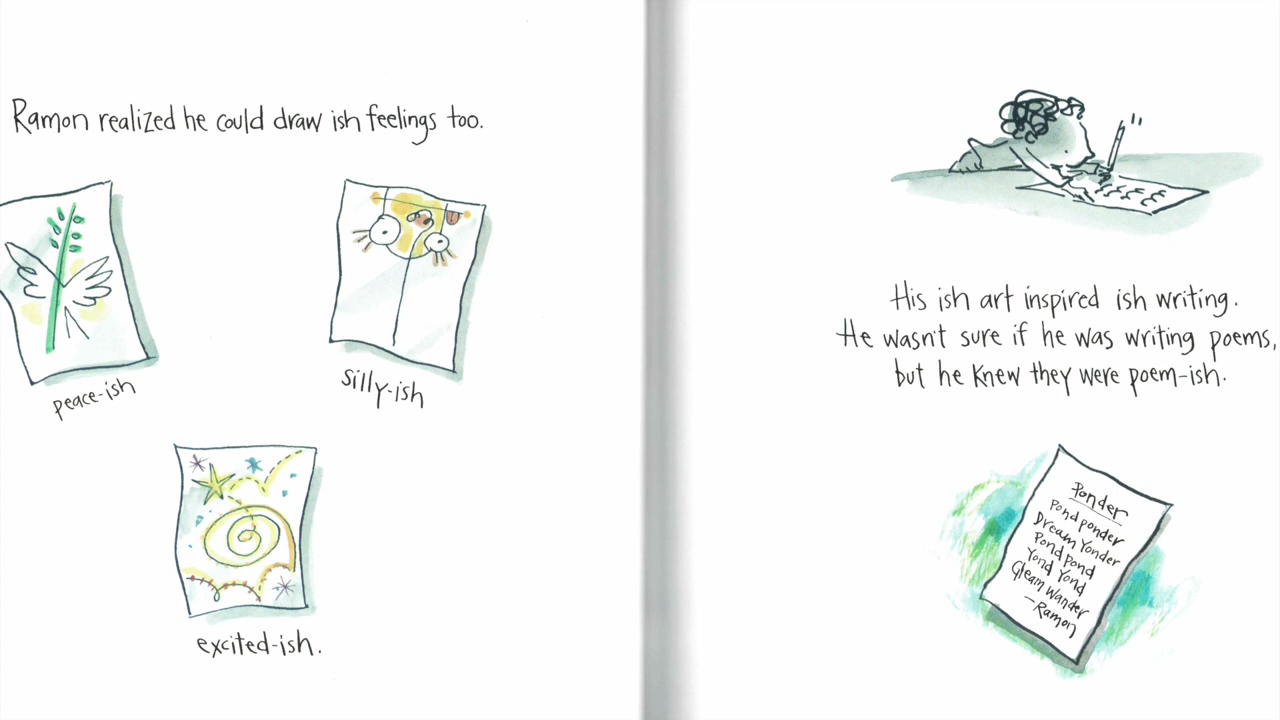 Ramon realized he could draw ish feelings too.
peace-ish
silly-ish
excited-ish.
His ish art inspired ish writing.
He wasn't sure if he was writing poems,
but he knew they were poem-ish.
Ponder
Pond ponder
Dream Yonder
Pond pond
Yond Yond
Gleam Wander
—Ramon